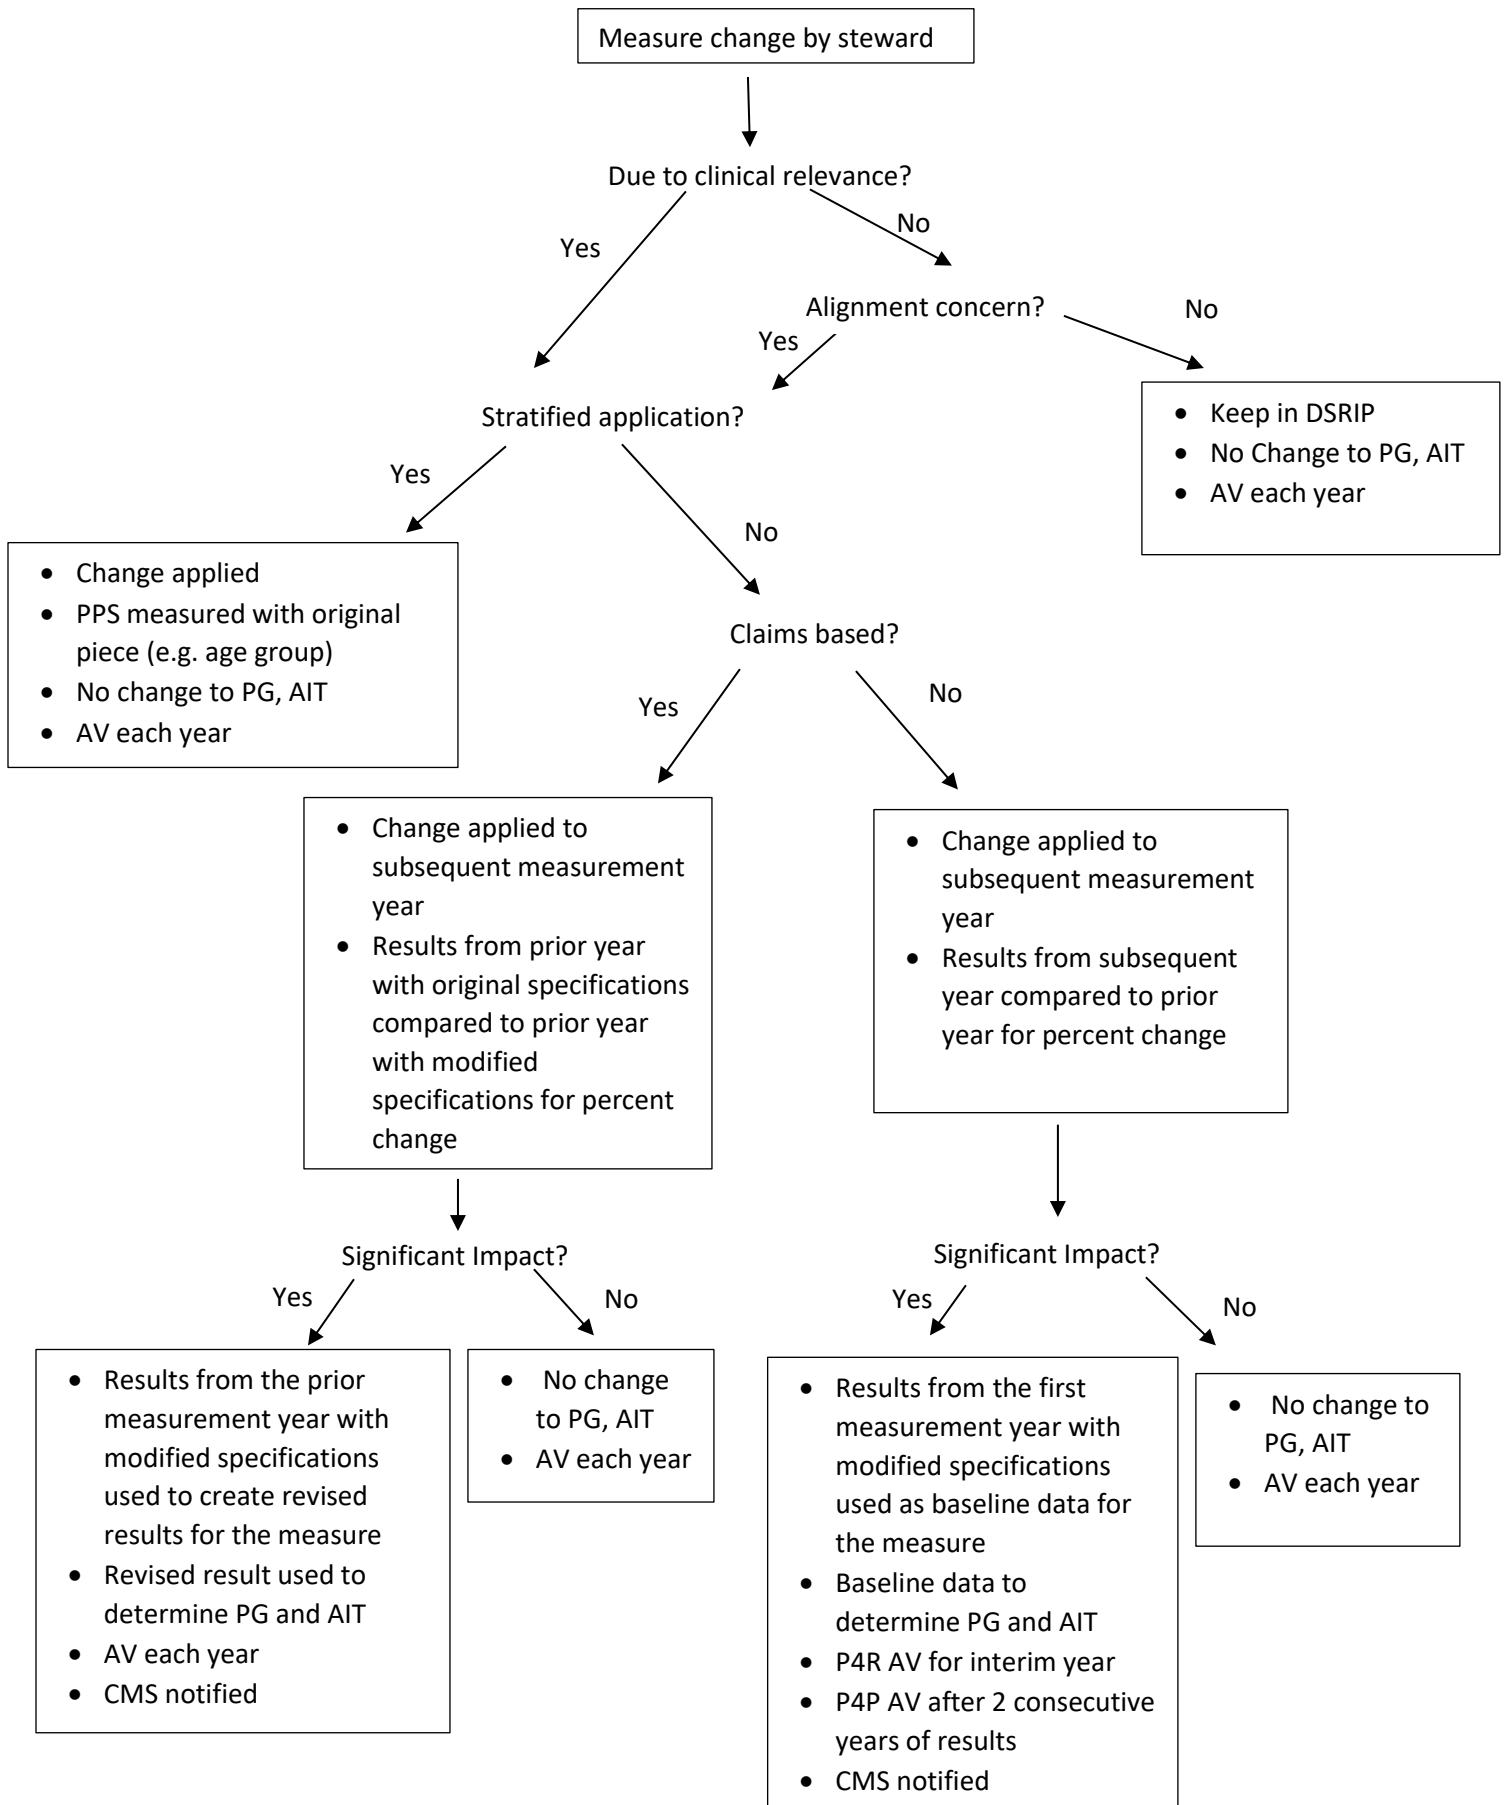 Measure change by steward
Due to clinical relevance?
No
Yes
Alignment concern?
No
Yes
• Keep in DSRIP
• No Change to PG, AIT
• AV each year
Stratified application?
Yes
No
• Change applied
• PPS measured with original
piece (e.g. age group)
• No change to PG, AIT
• AV each year
Claims based?
Yes
No
• Change applied to
subsequent measurement
year
• Results from prior year
with original specifications
compared to prior year
with modified
specifications for percent
change
• Change applied to
subsequent measurement
year
• Results from subsequent
year compared to prior
year for percent change
Significant Impact?
Yes
No
Significant Impact?
Yes
No
• Results from the prior
measurement year with
modified specifications
used to create revised
results for the measure
• Revised result used to
determine PG and AIT
• AV each year
• CMS notified
• No change
to PG, AIT
• AV each year
• Results from the first
measurement year with
modified specifications
used as baseline data for
the measure
• Baseline data to
determine PG and AIT
• P4R AV for interim year
• P4P AV after 2 consecutive
years of results
• CMS notified
• No change to
PG, AIT
• AV each year